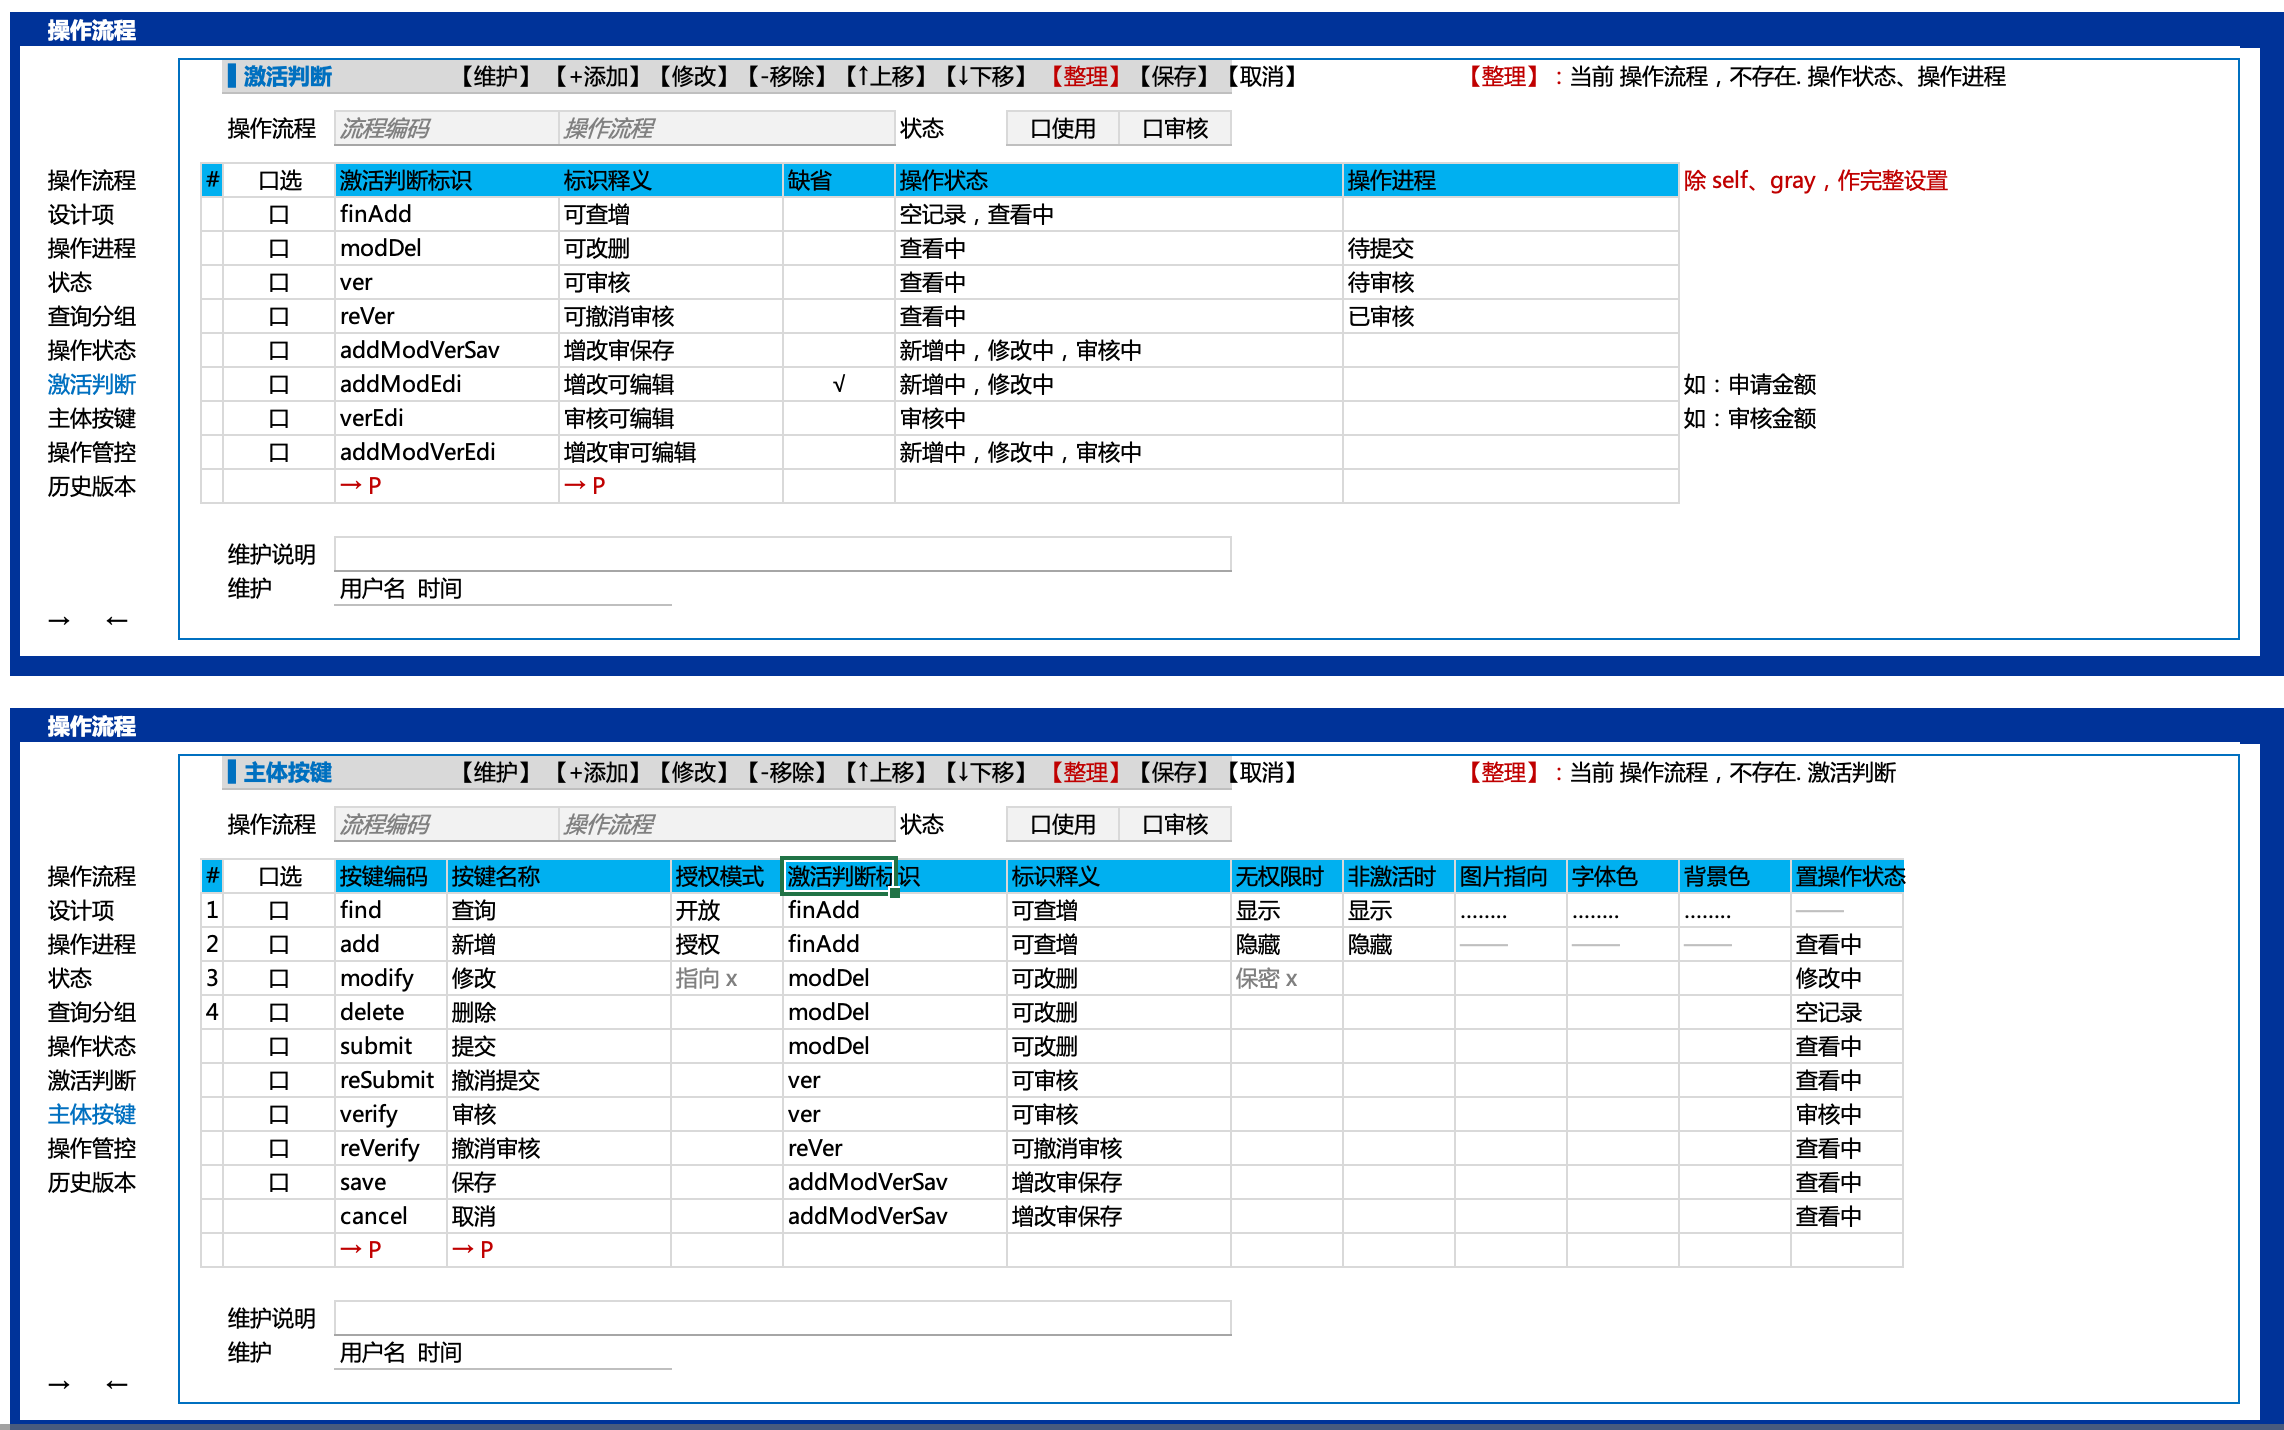 操作流程
激活判断 【维护】 【+添加】【修改】【-移除】【↑上移】【↓下移】 【整理】 【保存】【取消】 【整理】：当前 操作流程，不存在. 操作状态、操作进程
操作流程 流程编码 操作流程 状态 口使用 口审核
操作流程 # 口选 激活判断标识 标识释义 缺省 操作状态 操作进程 除 self、gray，作完整设置
设计项 口 finAdd 可查增 空记录，查看中
操作进程 口 modDel 可改删 查看中 待提交
状态 口 ver 可审核 查看中 待审核
查询分组 口 reVer 可撤消审核 查看中 已审核
操作状态 口 addModVerSav 增改审保存 新增中，修改中，审核中
激活判断 口 addModEdi 增改可编辑 √ 新增中，修改中 如：申请金额
主体按键 口 verEdi 审核可编辑 审核中 如：审核金额
操作管控 口 addModVerEdi 增改审可编辑 新增中，修改中，审核中
历史版本 → P → P
维护说明
维护 用户名 时间
→ ←
操作流程
主体按键 【维护】 【+添加】【修改】【-移除】【↑上移】【↓下移】 【整理】 【保存】【取消】 【整理】：当前 操作流程，不存在. 激活判断
操作流程 流程编码 操作流程 状态 口使用 口审核
操作流程 # 口选 按键编码 按键名称 授权模式 激活判断标识 标识释义 无权限时 非激活时 图片指向 字体色 背景色 置操作状态
设计项 1 口 find 查询 开放 finAdd 可查增 显示 显示 ........ ........ ........ ——
操作进程 2 口 add 新增 授权 finAdd 可查增 隐藏 隐藏 —— —— —— 查看中
状态 3 口 modify 修改 指向 x modDel 可改删 保密 x 修改中
查询分组 4 口 delete 删除 modDel 可改删 空记录
操作状态 口 submit 提交 modDel 可改删 查看中
激活判断 口 reSubmit 撤消提交 ver 可审核 查看中
主体按键 口 verify 审核 ver 可审核 审核中
操作管控 口 reVerify 撤消审核 reVer 可撤消审核 查看中
历史版本 口 save 保存 addModVerSav 增改审保存 查看中
cancel 取消 addModVerSav 增改审保存 查看中
→ P → P
维护说明
维护 用户名 时间
→ ←